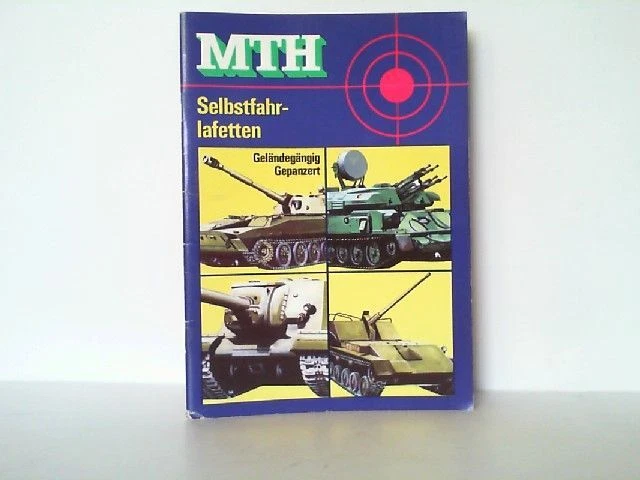 MTH
Selbstfahr-
lafetten
Geländegängig
Gepanzert